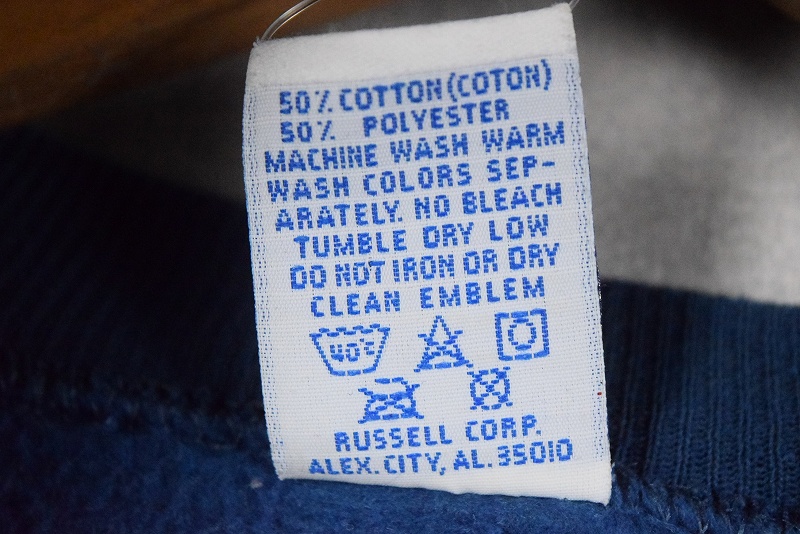 50% COTTON (COTON)
50% POLYESTER
MACHINE WASH WARM
WASH COLORS SEP-
ARATELY. NO BLEACH
TUMBLE DRY LOW
DO NOT IRON OR DRY
CLEAN EMBLEM
40°C
RUSSELL CORP.
ALEX. CITY, AL. 35010